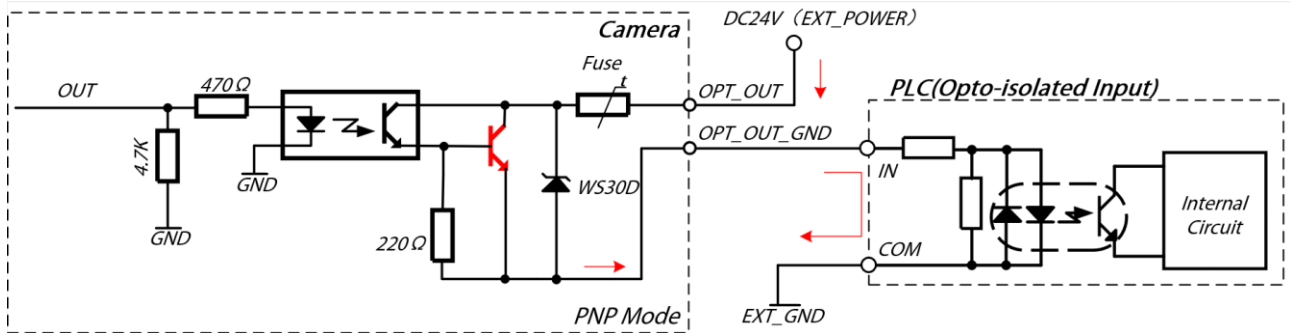 Camera
DC24V（EXT_POWER）
Fuse
t
OUT
470Ω
OPT_OUT
PLC(Opto-isolated Input)
OPT_OUT_GND
4.7K
GND
WS30D
IN
Internal
Circuit
GND
220Ω
COM
PNP Mode
EXT_GND